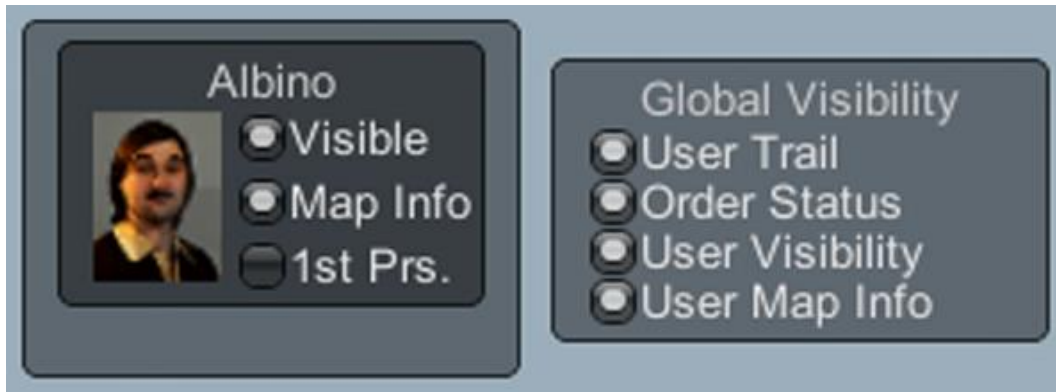 Albino
Visible
Map Info
1st Prs.
Global Visibility
User Trail
Order Status
User Visibility
User Map Info